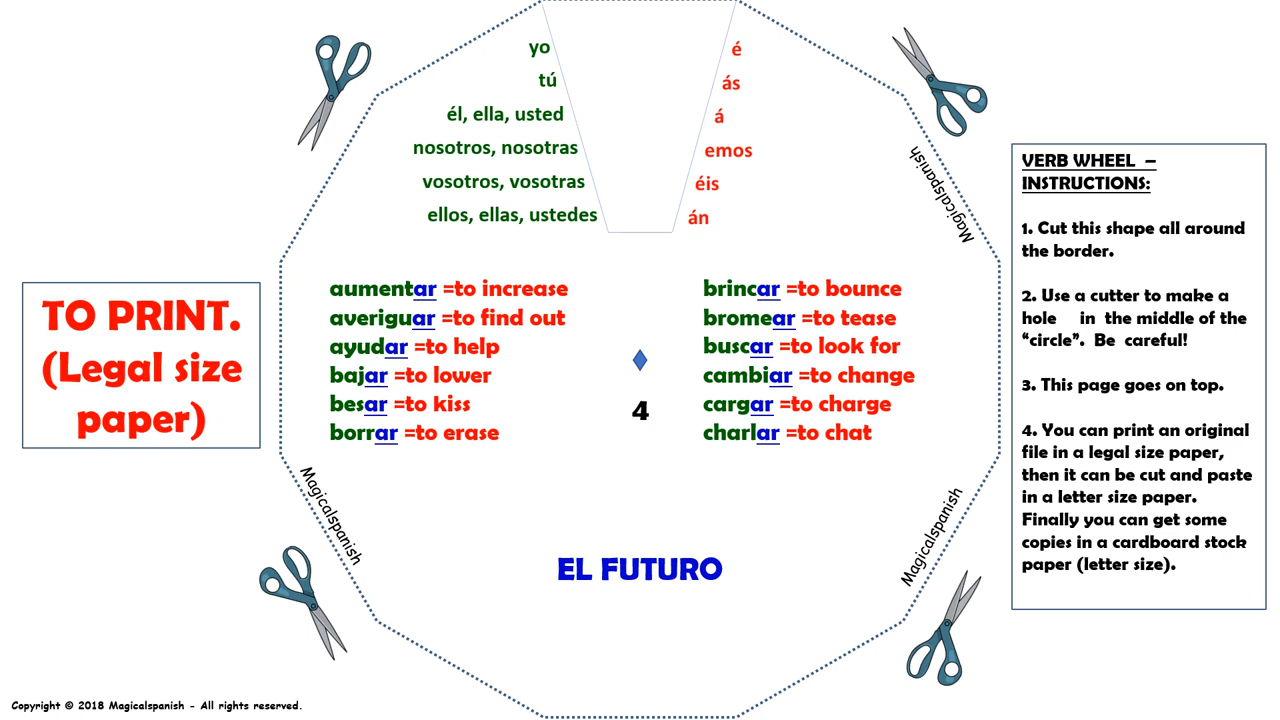 yo é
tú ás
él, ella, usted á
nosotros, nosotras emos
vosotros, vosotras éis
ellos, ellas, ustedes án
aumentar =to increase
averiguar =to find out
ayudar =to help
bajar =to lower
besar =to kiss
borrar =to erase
brincar =to bounce
bromear =to tease
buscar =to look for
cambiar =to change
cargar =to charge
charlar =to chat
4
EL FUTURO
Magicalspanish
Magicalspanish
Magicalspanish
TO PRINT.
(Legal size
paper)
VERB WHEEL –
INSTRUCTIONS:
1. Cut this shape all around
the border.
2. Use a cutter to make a
hole in the middle of the
“circle”. Be careful!
3. This page goes on top.
4. You can print an original
file in a legal size paper,
then it can be cut and paste
in a letter size paper.
Finally you can get some
copies in a cardboard stock
paper (letter size).
Copyright © 2018 Magicalspanish - All rights reserved.